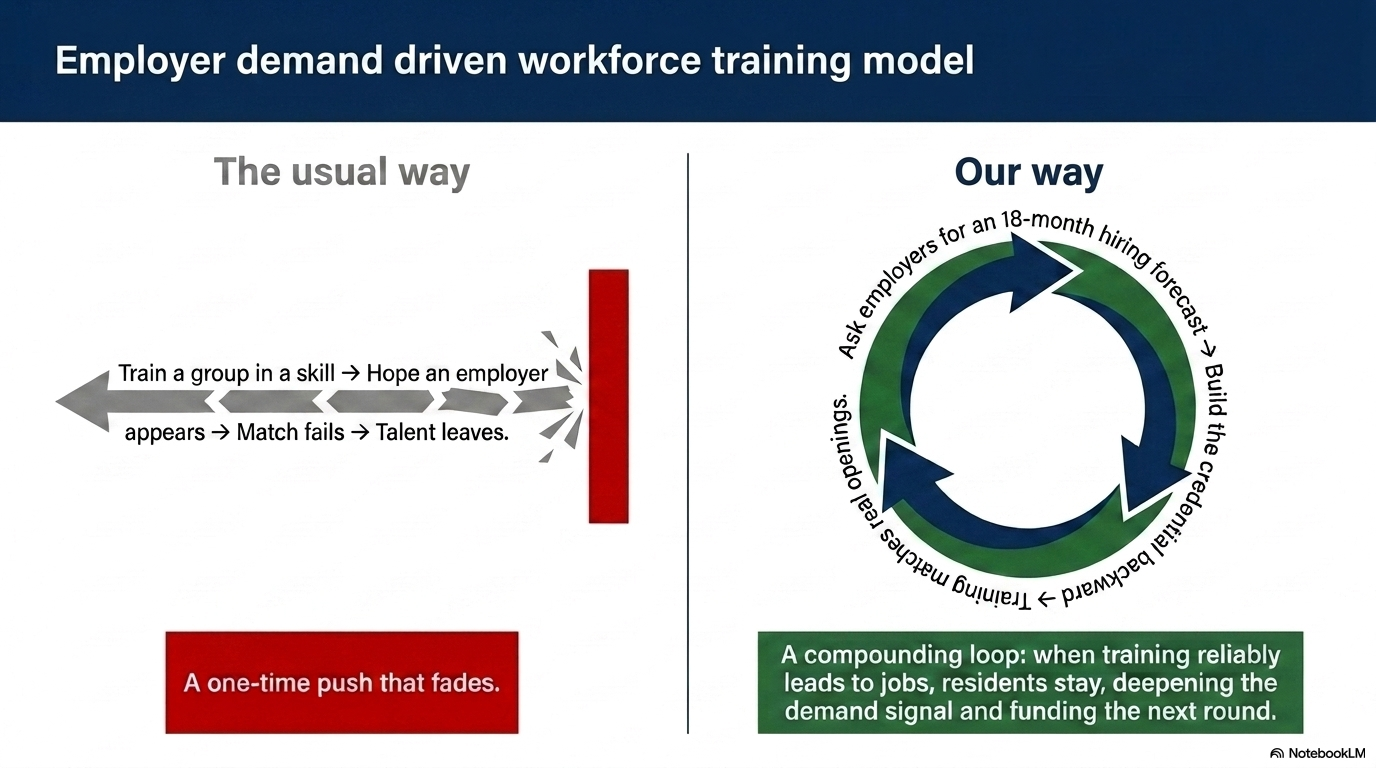 Employer demand driven workforce training model
The usual way
Train a group in a skill → Hope an employer
appears → Match fails → Talent leaves.
A one-time push that fades.
Our way
Ask employers for an 18-month hiring forecast → Build the credential backward → Training matches real openings.
A compounding loop: when training reliably
leads to jobs, residents stay, deepening the
demand signal and funding the next round.
NotebookLM